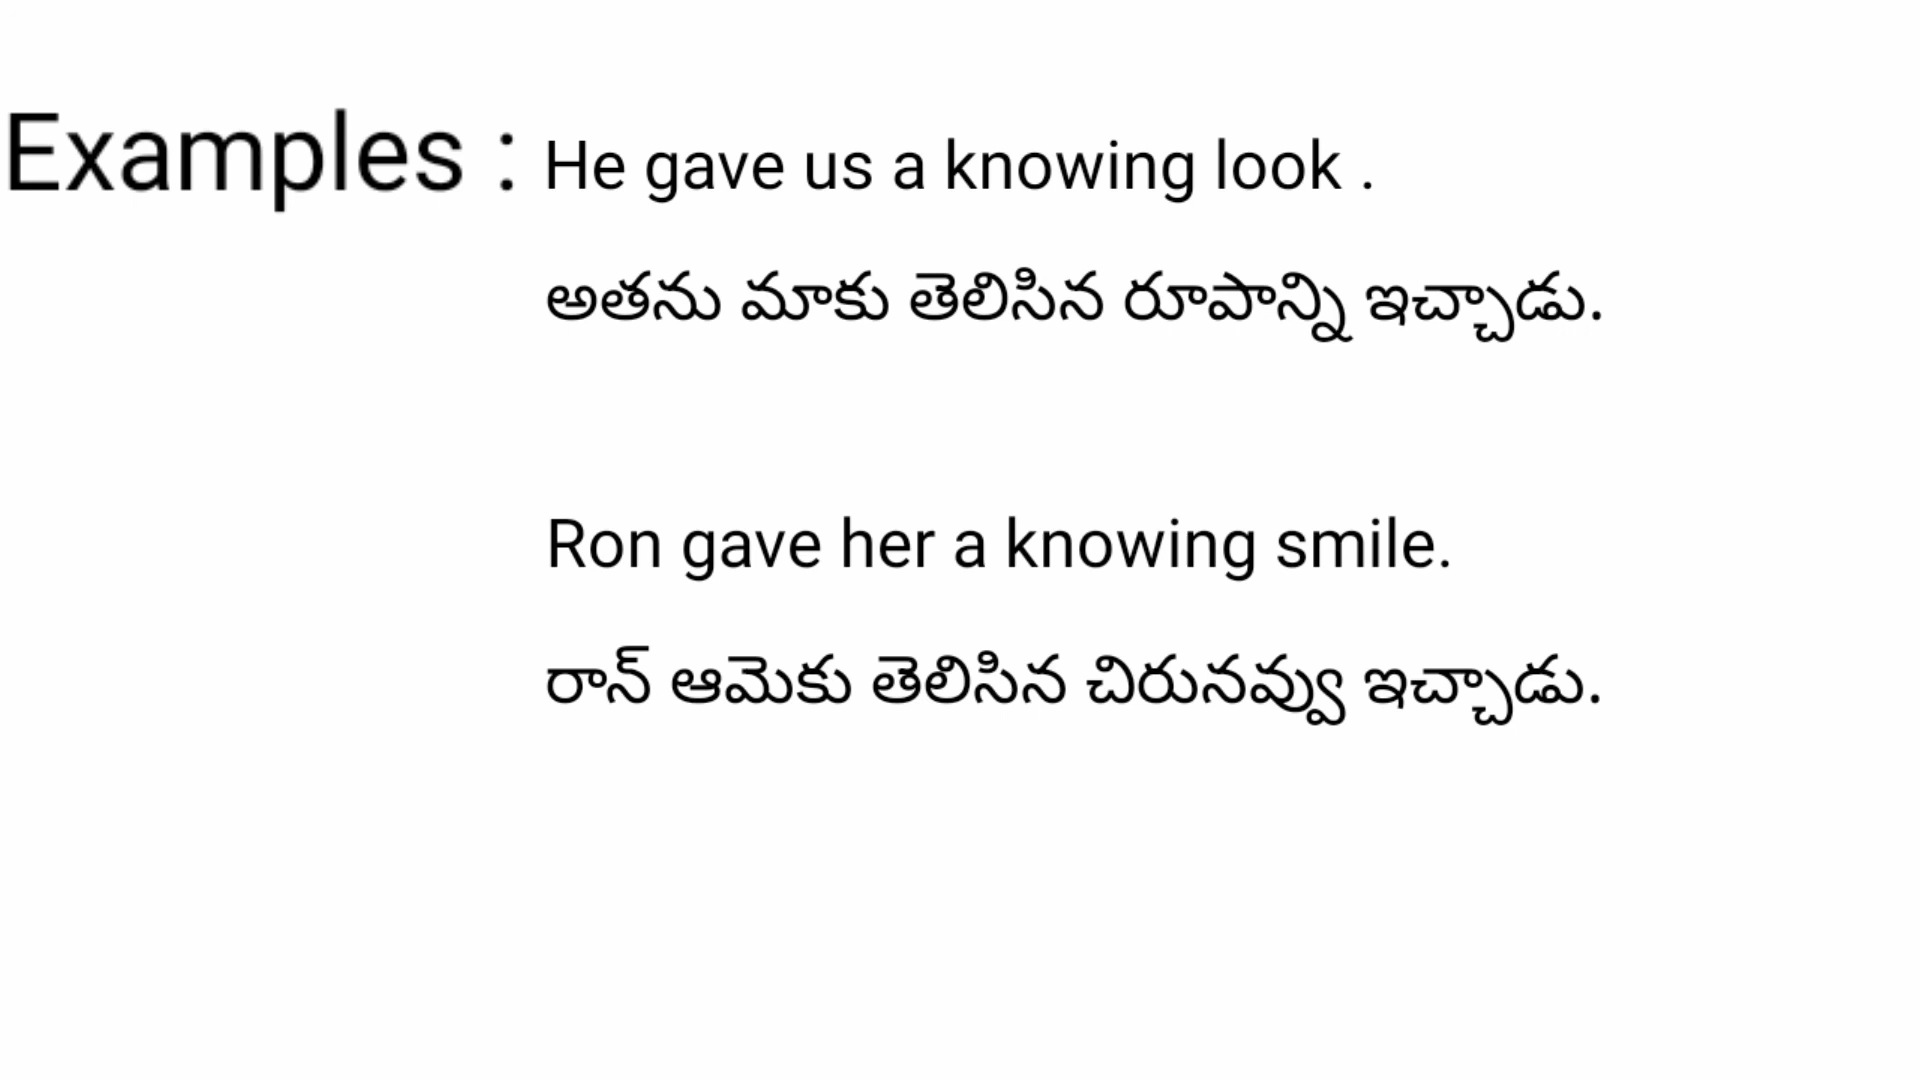 Examples : He gave us a knowing look .
అతను మాకు తెలిసిన రూపాన్ని ఇచ్చాడు.
Ron gave her a knowing smile.
రాన్ ఆమెకు తెలిసిన చిరునవ్వు ఇచ్చాడు.